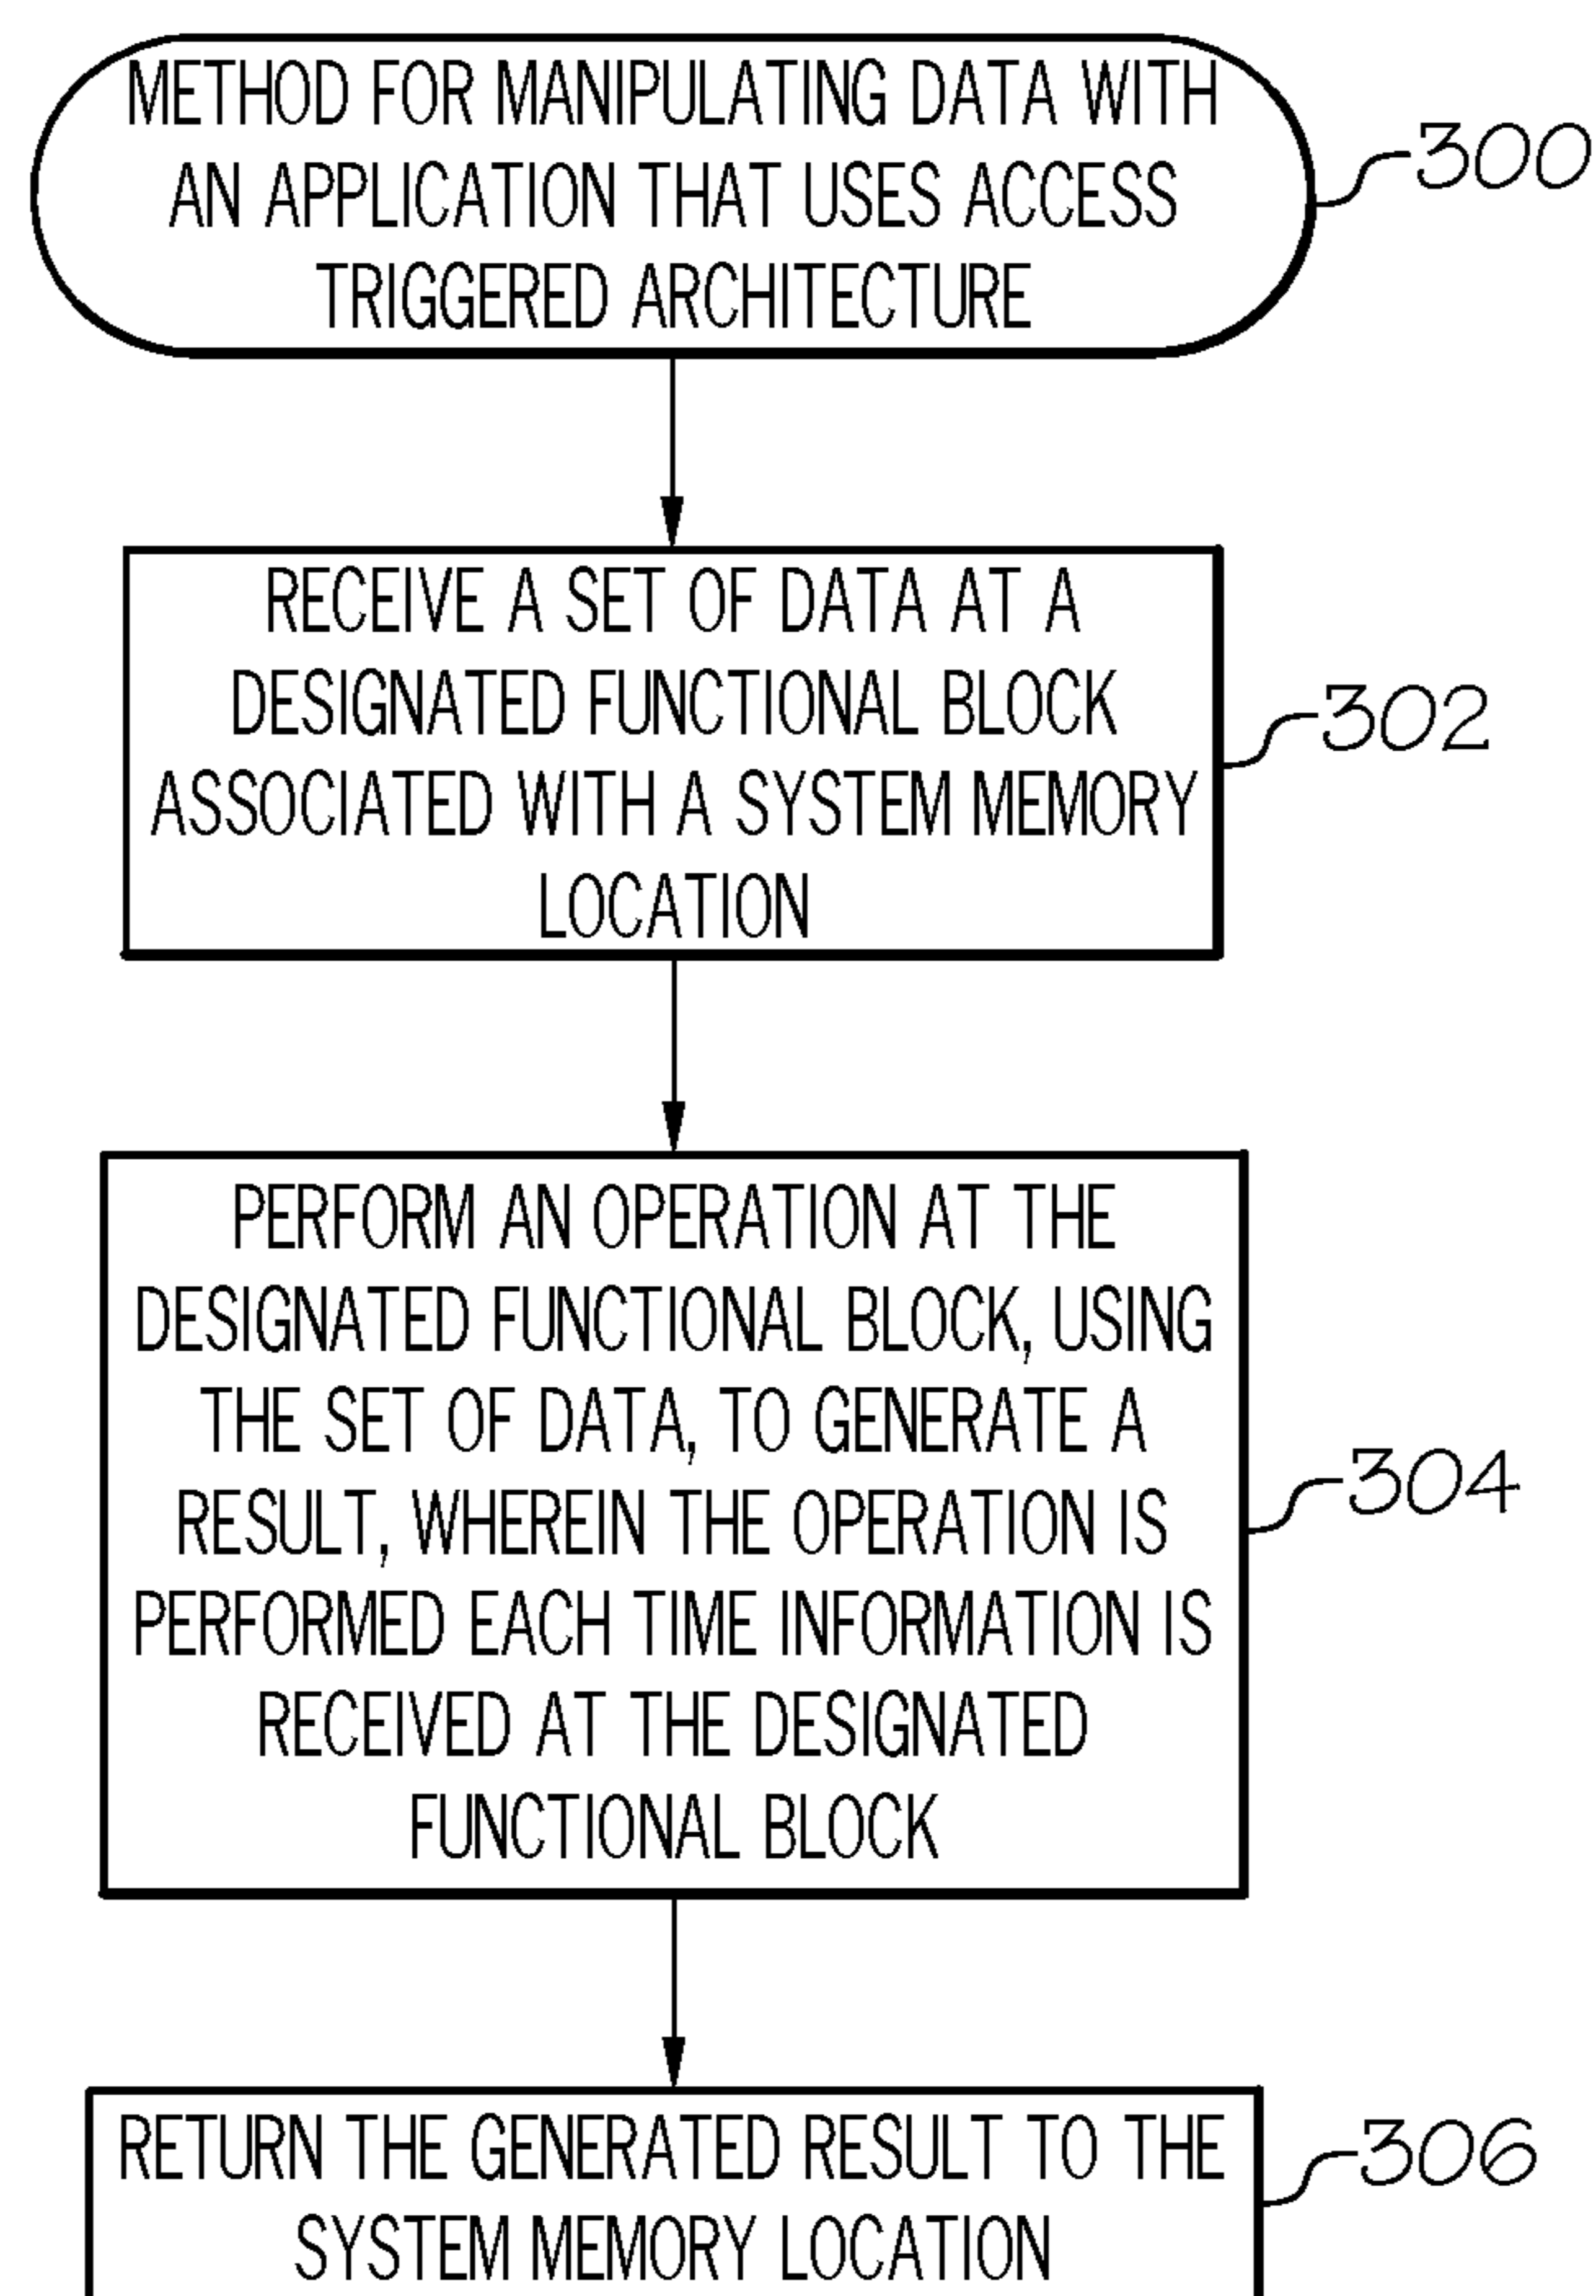 METHOD FOR MANIPULATING DATA WITH
AN APPLICATION THAT USES ACCESS
TRIGGERED ARCHITECTURE
300
RECEIVE A SET OF DATA AT A
DESIGNATED FUNCTIONAL BLOCK
ASSOCIATED WITH A SYSTEM MEMORY
LOCATION
302
PERFORM AN OPERATION AT THE
DESIGNATED FUNCTIONAL BLOCK, USING
THE SET OF DATA, TO GENERATE A
RESULT, WHEREIN THE OPERATION IS
PERFORMED EACH TIME INFORMATION IS
RECEIVED AT THE DESIGNATED
FUNCTIONAL BLOCK
304
RETURN THE GENERATED RESULT TO THE
SYSTEM MEMORY LOCATION
306